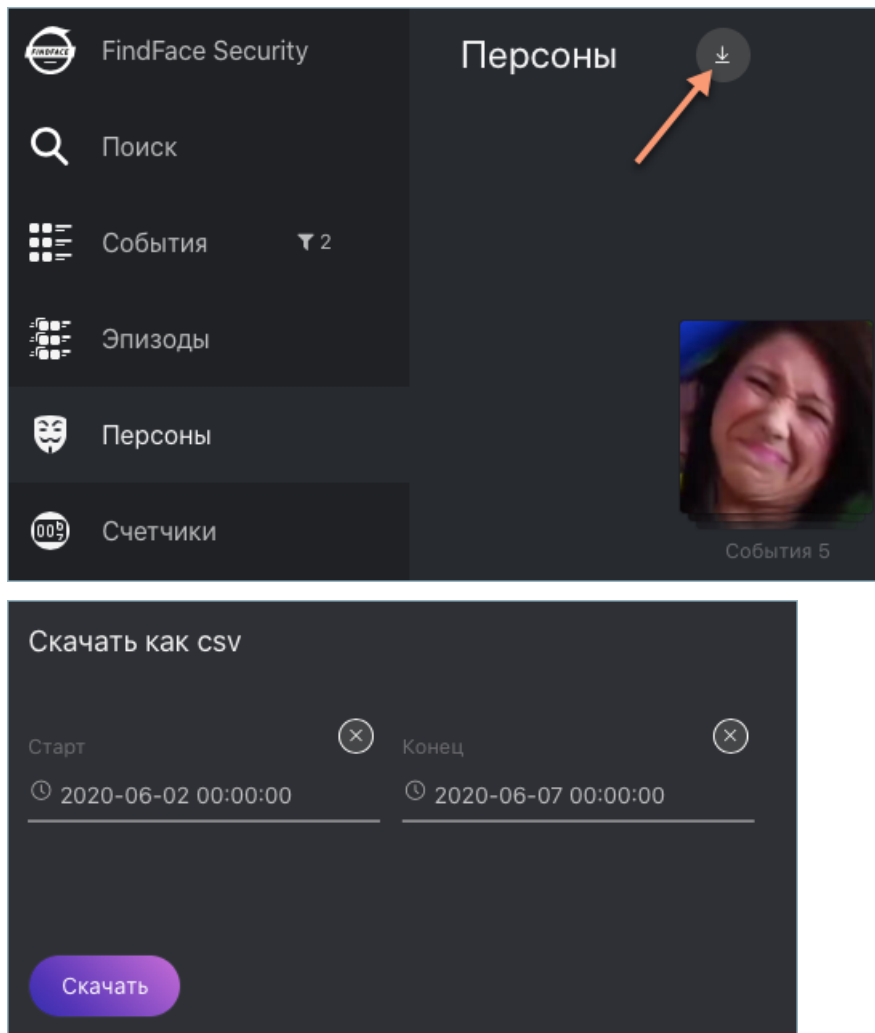 FindFace Security
Персоны
FINDFACE
Поиск
События 2
Эпизоды
Персоны
Счетчики
События 5
Скачать как csv
Старт
Конец
2020-06-02 00:00:00
2020-06-07 00:00:00
Скачать